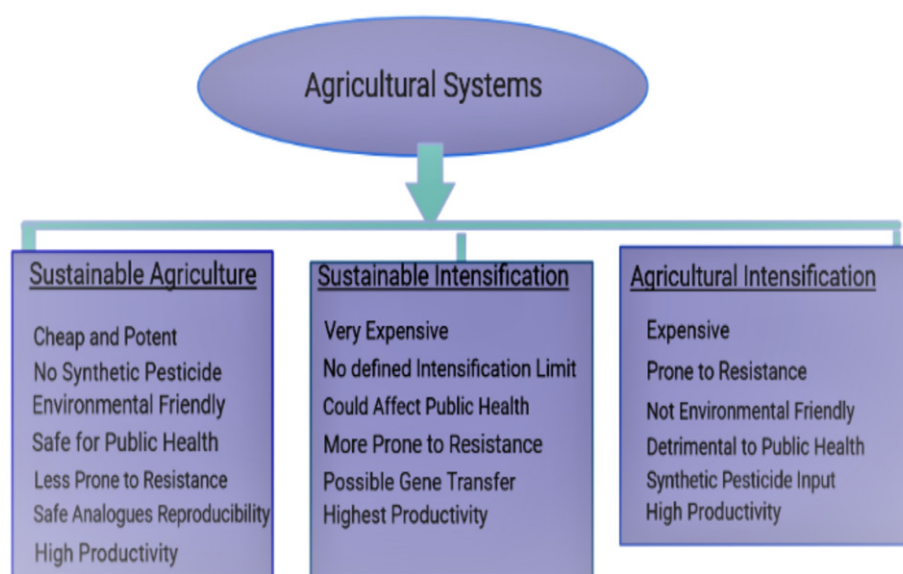 Agricultural Systems
Sustainable Agriculture
Cheap and Potent
No Synthetic Pesticide
Environmental Friendly
Safe for Public Health
Less Prone to Resistance
Safe Analogues Reproducibility
High Productivity
Sustainable Intensification
Very Expensive
No defined Intensification Limit
Could Affect Public Health
More Prone to Resistance
Possible Gene Transfer
Highest Productivity
Agricultural Intensification
Expensive
Prone to Resistance
Not Environmental Friendly
Detrimental to Public Health
Synthetic Pesticide Input
High Productivity